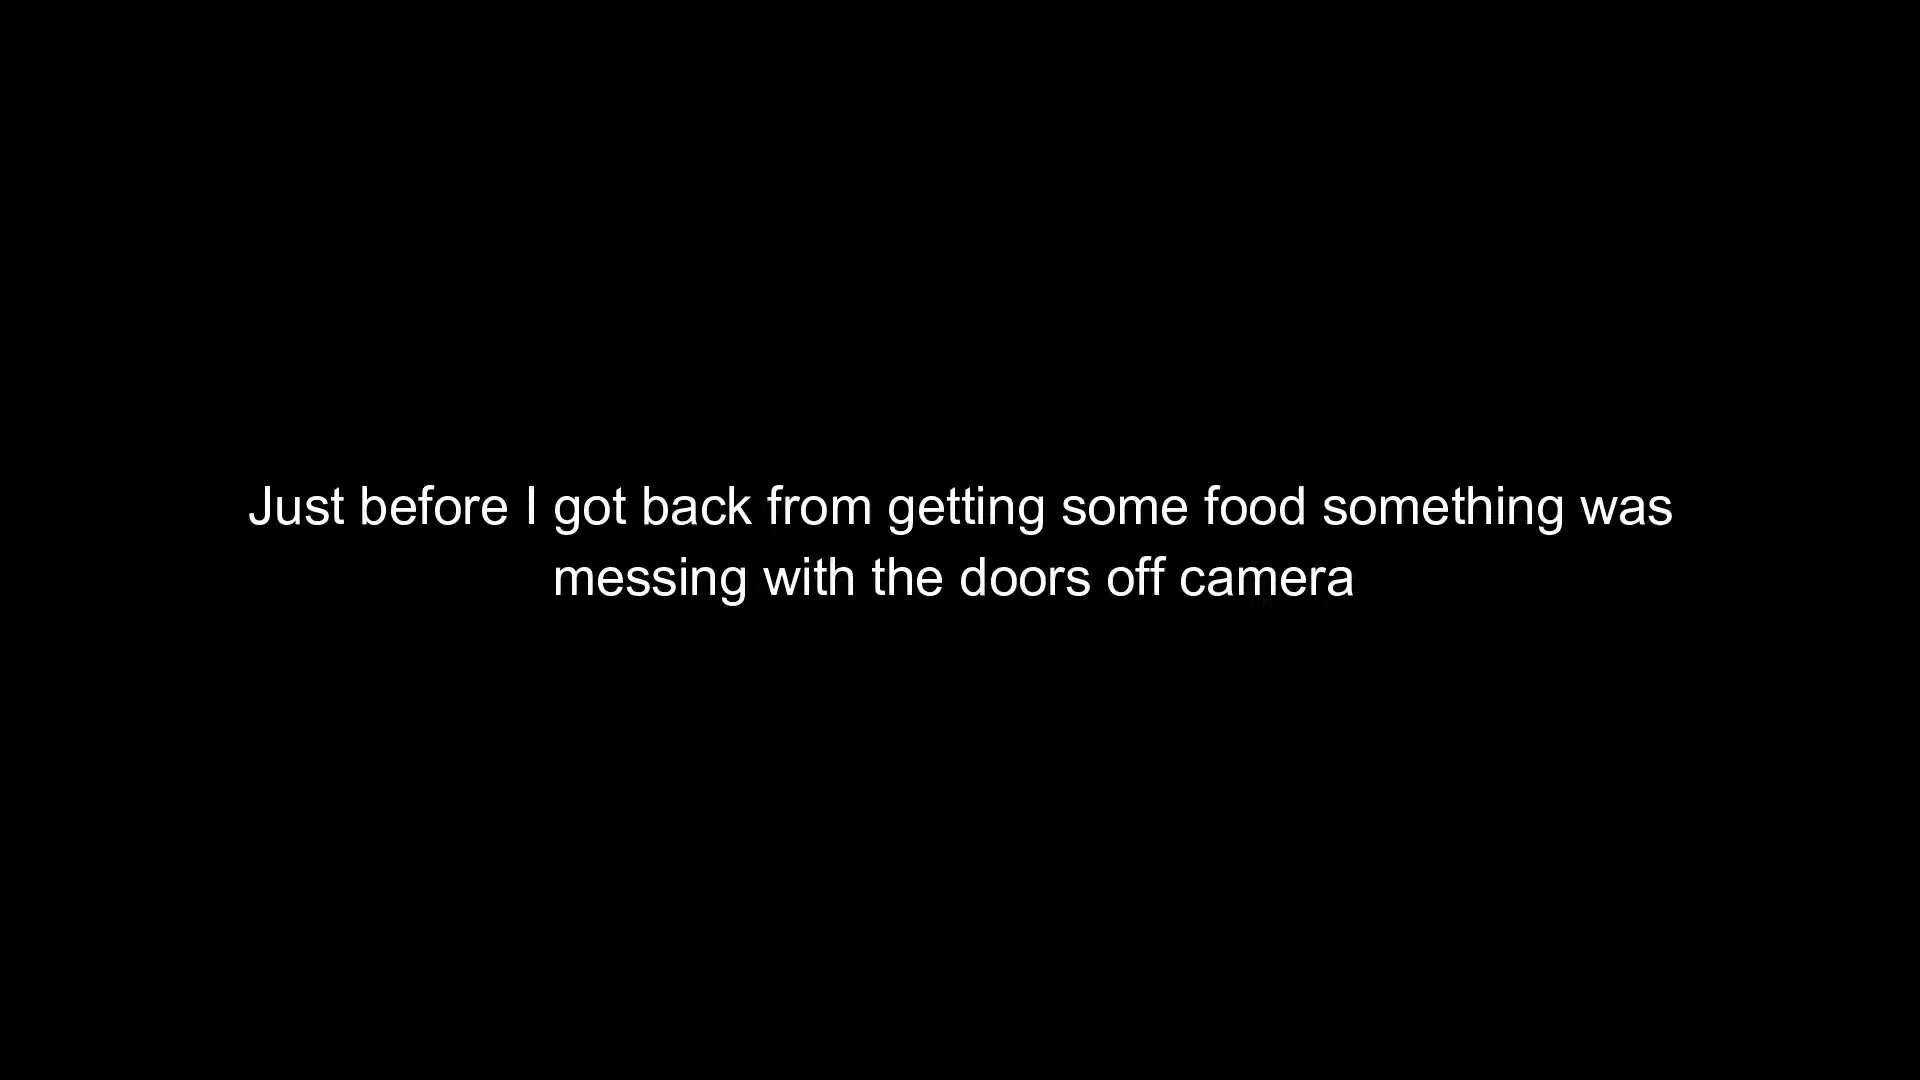 Just before I got back from getting some food something was
messing with the doors off camera